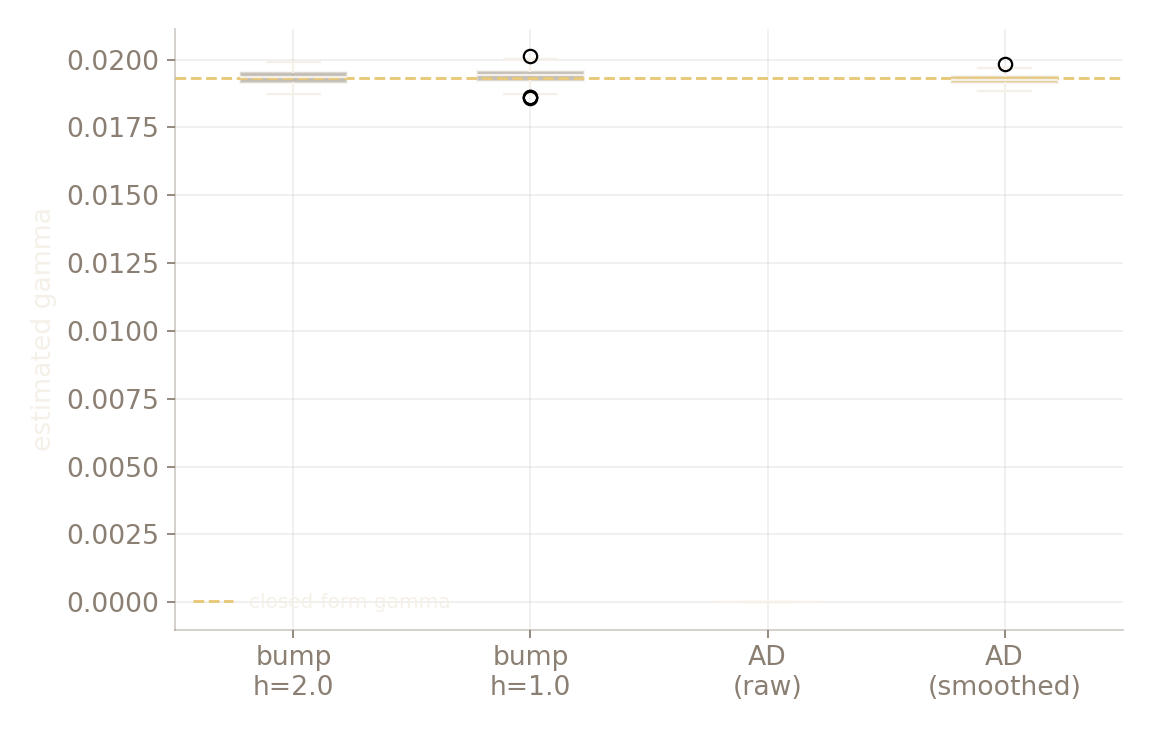 estimated gamma
0.0200
0.0175
0.0150
0.0125
0.0100
0.0075
0.0050
0.0025
0.0000
closed-form gamma
bump
h=2.0
bump
h=1.0
AD
(raw)
AD
(smoothed)